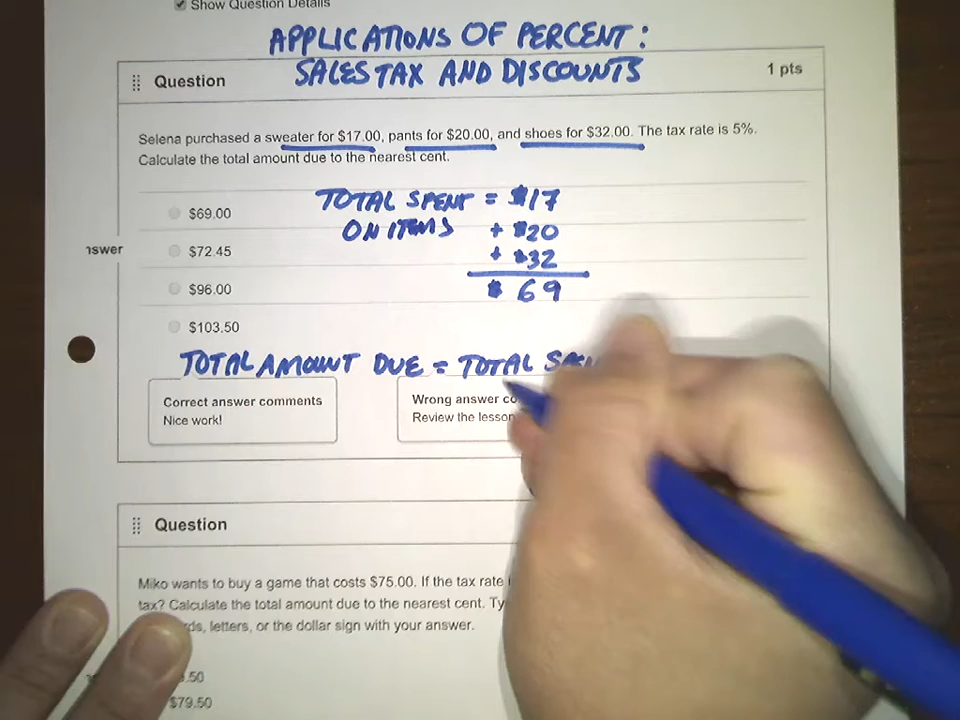 Show Question Details
APPLICATIONS OF PERCENT:
SALES TAX AND DISCOUNTS
Question
1 pts
Selena purchased a sweater for $17.00, pants for $20.00, and shoes for $32.00. The tax rate is 5%.
Calculate the total amount due to the nearest cent.
TOTAL SPENT = $17
$69.00
ON ITEMS + $20
$72.45
+ $32
$96.00
$ 69
$103.50
TOTAL AMOUNT DUE = TOTAL
Correct answer comments
Nice work!
Wrong answer
Review the lesson
Question
Miko wants to buy a game that costs $75.00. If the tax rate
tax? Calculate the total amount due to the nearest cent.
letters, or the dollar sign with your answer.
.50
$79.50